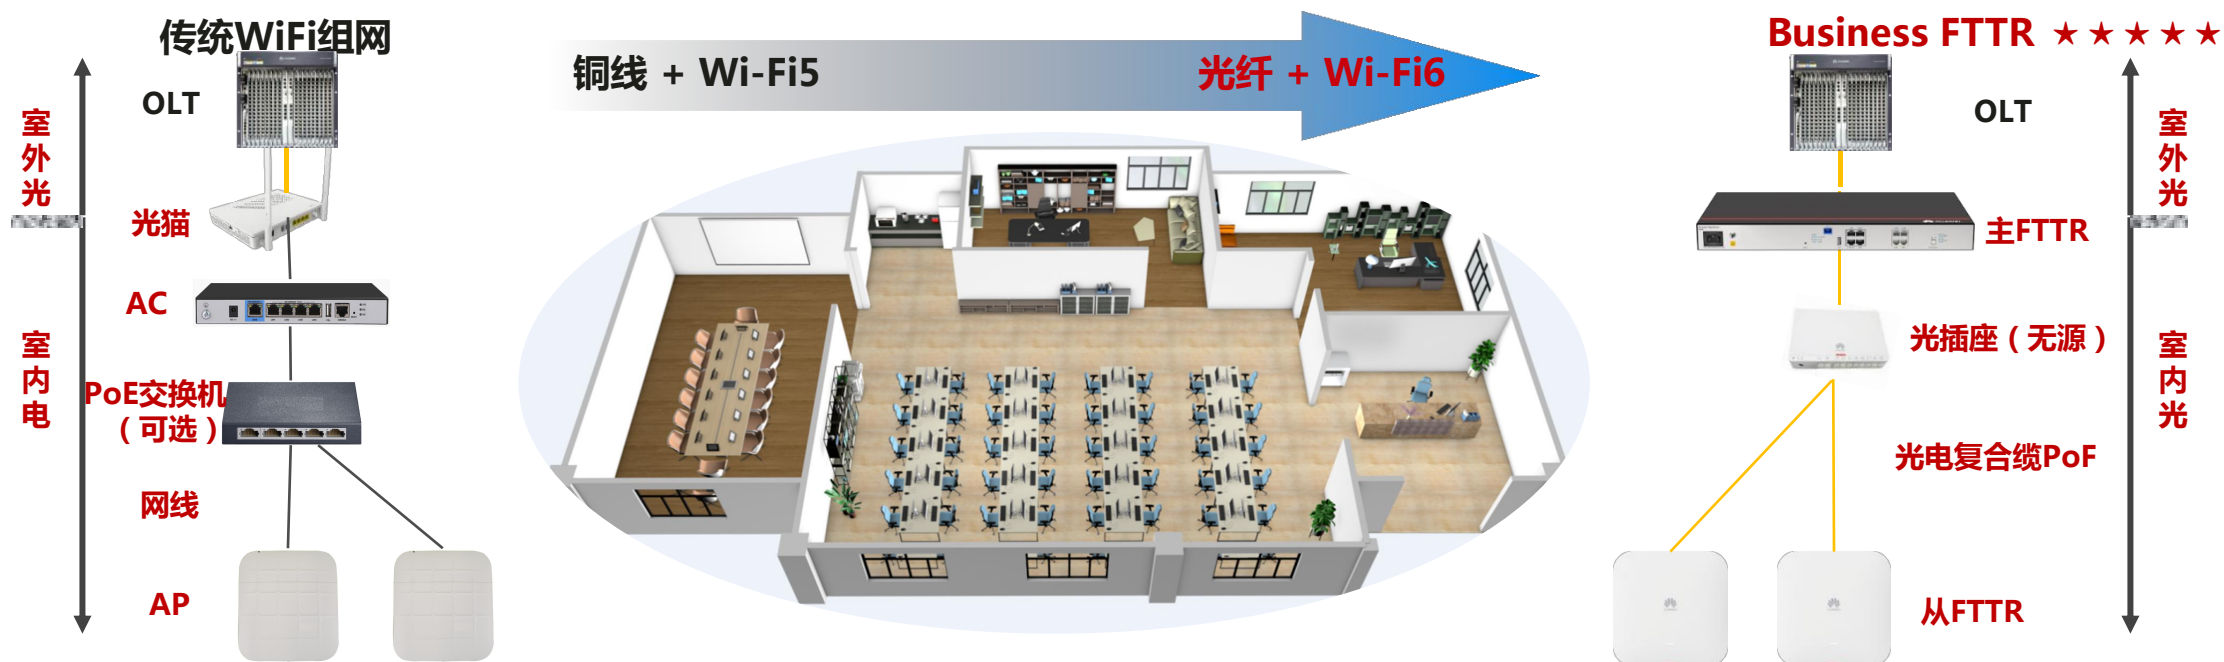 传统WiFi组网
OLT
室外光
光猫
AC
室内电
PoE交换机
（可选）
网线
AP
铜线 + Wi-Fi5
光纤 + Wi-Fi6
Business FTTR ★★★★★
OLT
室外光
主FTTR
光插座（无源）
室内光
光电复合缆PoF
从FTTR